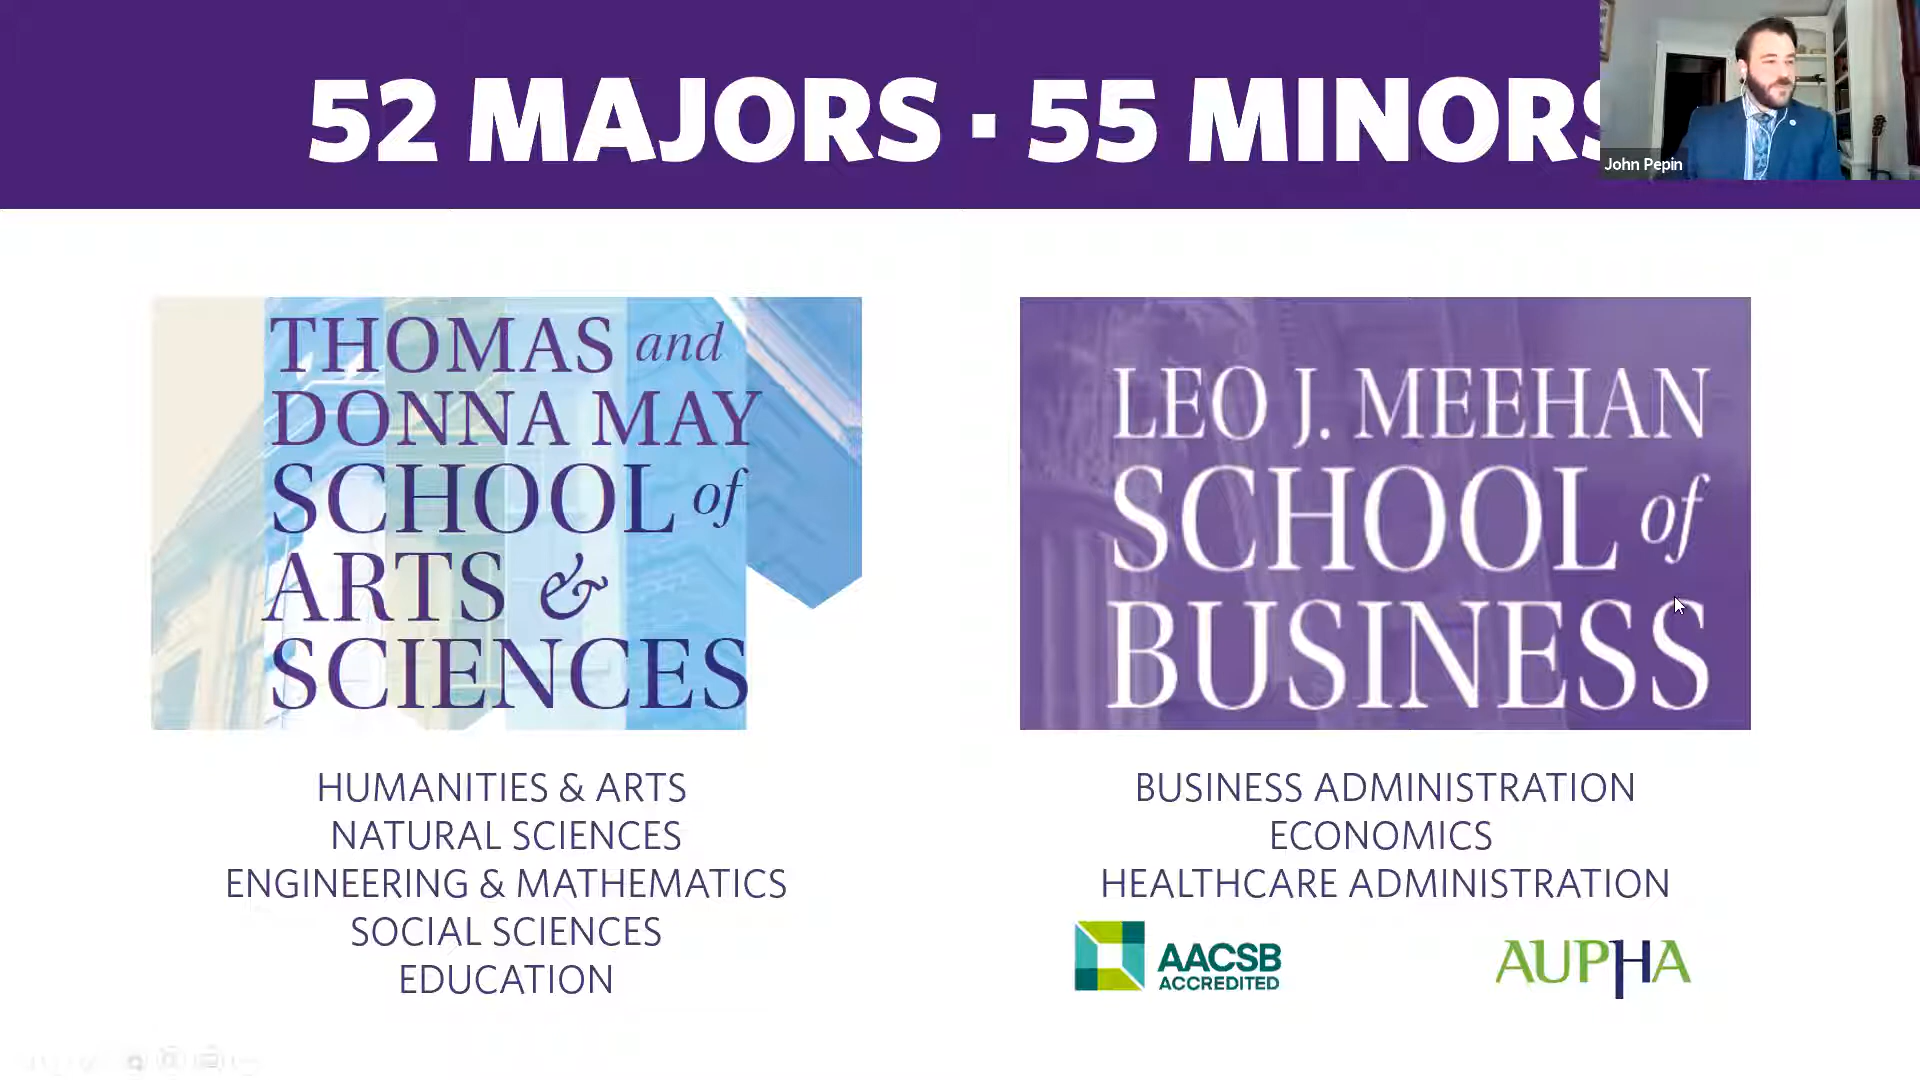 52 MAJORS · 55 MINORS
John Pepin
THOMAS and
DONNA MAY
SCHOOL of
ARTS &
SCIENCES
HUMANITIES & ARTS
NATURAL SCIENCES
ENGINEERING & MATHEMATICS
SOCIAL SCIENCES
EDUCATION
LEO J. MEEHAN
SCHOOL of
BUSINESS
BUSINESS ADMINISTRATION
ECONOMICS
HEALTHCARE ADMINISTRATION
AACSB
ACCREDITED
AUPHA